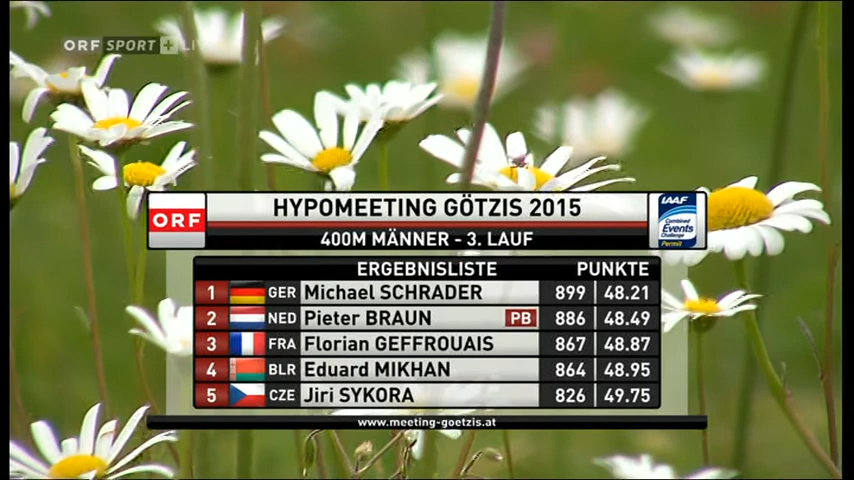 ORF SPORT + LIVE
HYPOMEETING GÖTZIS 2015
ORF
400M MÄNNER - 3. LAUF
IAAF
Combined
Events
Challenge
Permit
ERGEBNISLISTE PUNKTE
1 GER Michael SCHRADER 899 48.21
2 NED Pieter BRAUN PB 886 48.49
3 FRA Florian GEFFROUAIS 867 48.87
4 BLR Eduard MIKHAN 864 48.95
5 CZE Jiri SYKORA 826 49.75
www.meeting-goetzis.at